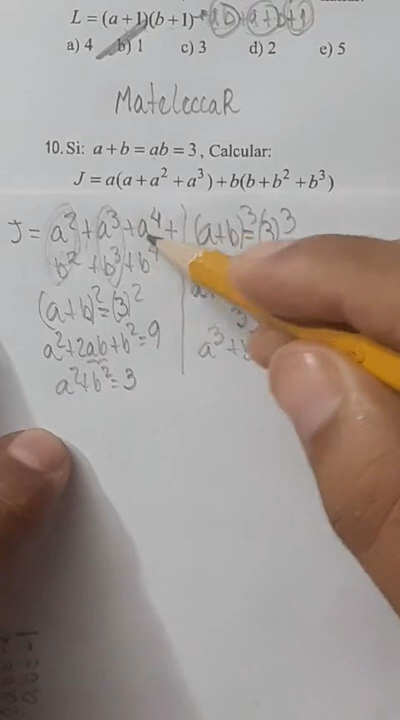 L = (a+1)(b+1)
a) 4 b) 1 c) 3 d) 2 e) 5
MateleccaR
10. Si: a + b = ab = 3, Calcular:
J = a(a + a² + a³) + b(b + b² + b³)
J = a² + a³ + a⁴ +
b² + b³ + b⁴
(a+b)² = (3)²
a² + 2ab + b² = 9
a² + b² = 3
(a+b)³ = (3)³
3
a³ +